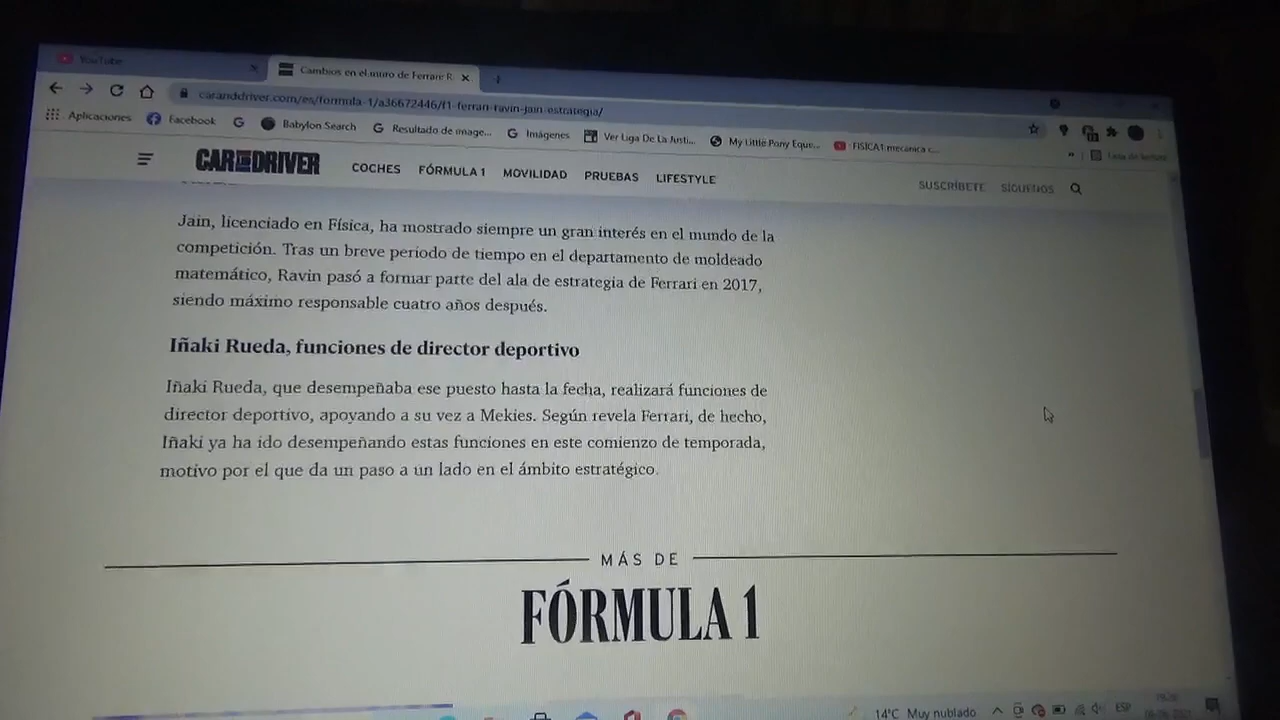 YouTube
Cambios en el muro de Ferrari: R
caranddriver.com/es/formula-1/a36672446/f1-ferrari-ravin-jain-estrategia/
Aplicaciones
Facebook
Babylon Search
Resultado de image...
Imágenes
Ver Liga De La Justi...
My Little Pony Eque...
FISICA1 mecanica c...
Lista de lectura
CAR AND DRIVER
COCHES FÓRMULA 1 MOVILIDAD PRUEBAS LIFESTYLE
SUSCRÍBETE SÍGUENOS
Jain, licenciado en Física, ha mostrado siempre un gran interés en el mundo de la
competición. Tras un breve periodo de tiempo en el departamento de moldeado
matemático, Ravin pasó a formar parte del ala de estrategia de Ferrari en 2017,
siendo máximo responsable cuatro años después.
Iñaki Rueda, funciones de director deportivo
Iñaki Rueda, que desempeñaba ese puesto hasta la fecha, realizará funciones de
director deportivo, apoyando a su vez a Mekies. Según revela Ferrari, de hecho,
Iñaki ya ha ido desempeñando estas funciones en este comienzo de temporada,
motivo por el que da un paso a un lado en el ámbito estratégico.
MÁS DE
FÓRMULA 1
14°C Muy nublado
ESP